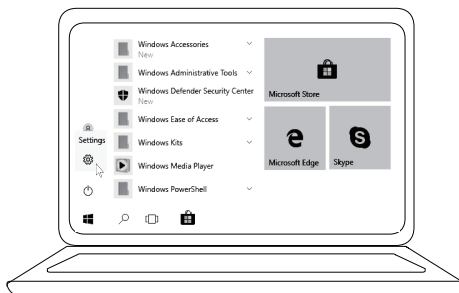 Windows Accessories
New
Windows Administrative Tools
Windows Defender Security Center
New
Windows Ease of Access
Windows Kits
Windows Media Player
Windows PowerShell
Settings
Microsoft Store
Microsoft Edge
Skype